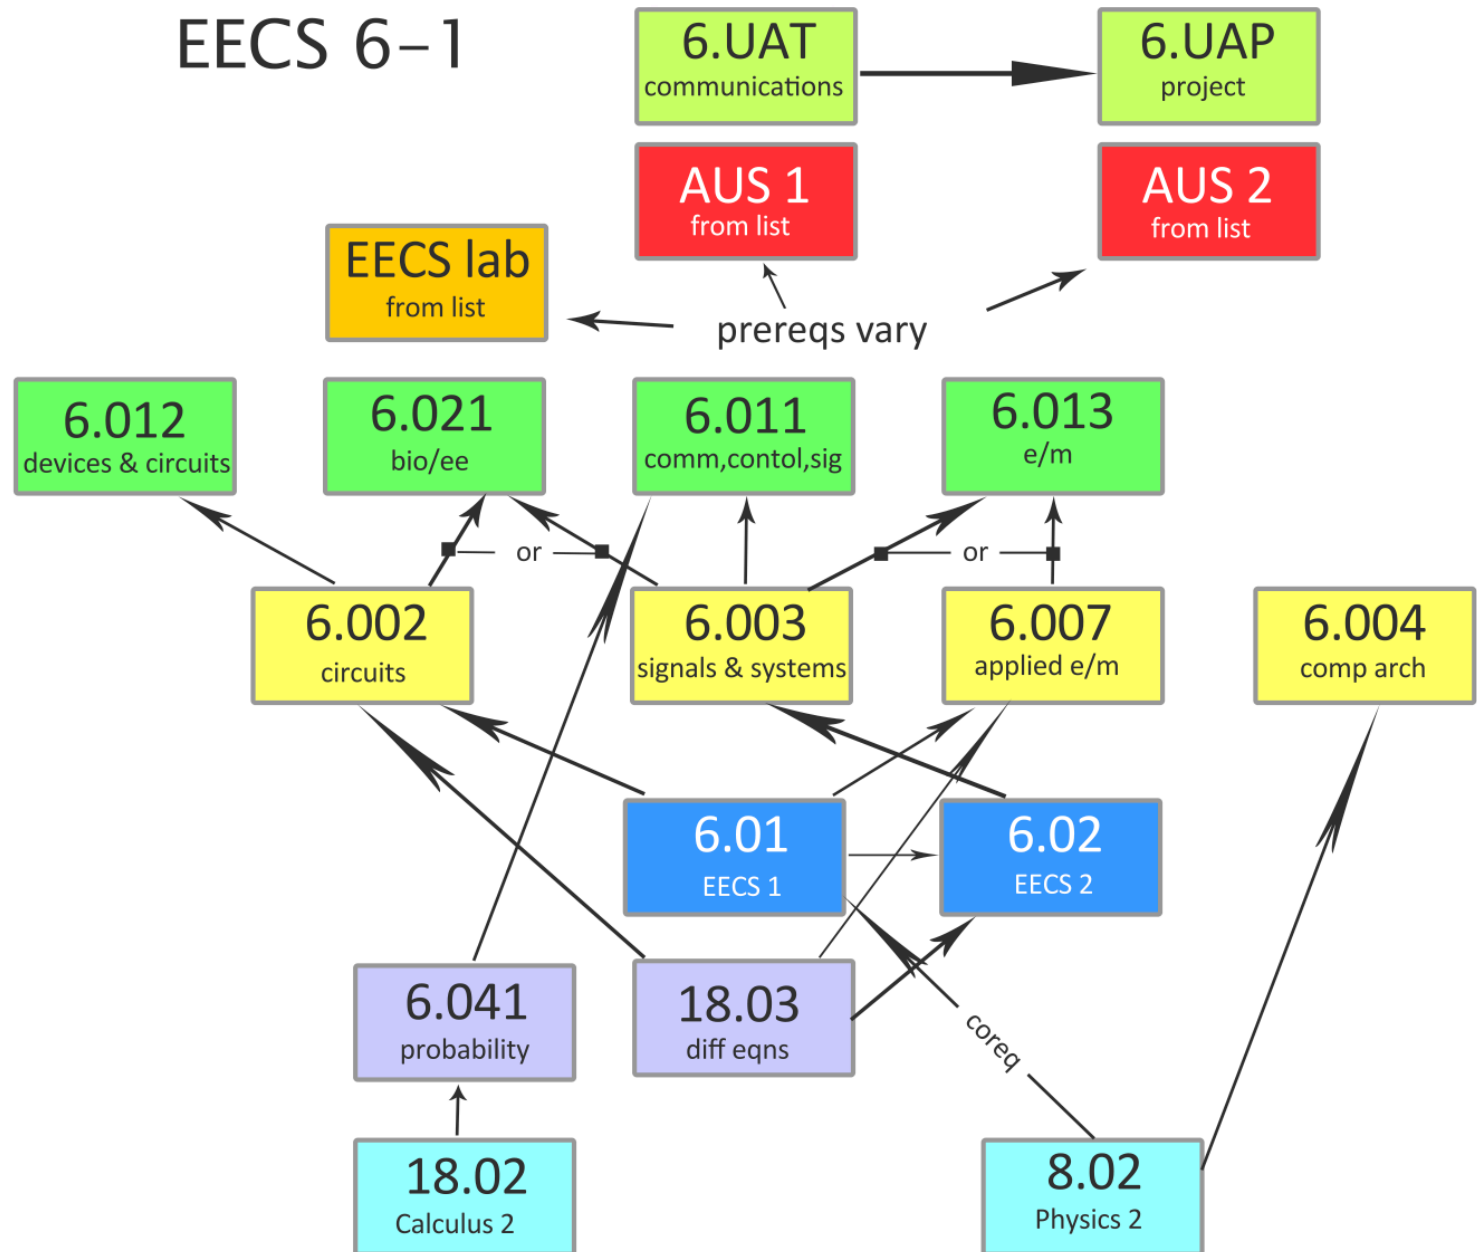 EECS 6-1
6.UAT
communications
6.UAP
project
AUS 1
from list
AUS 2
from list
EECS lab
from list
prereqs vary
6.012
devices & circuits
6.021
bio/ee
6.011
comm,contol,sig
6.013
e/m
or
or
6.002
circuits
6.003
signals & systems
6.007
applied e/m
6.004
comp arch
6.01
EECS 1
6.02
EECS 2
6.041
probability
18.03
diff eqns
coreq
18.02
Calculus 2
8.02
Physics 2